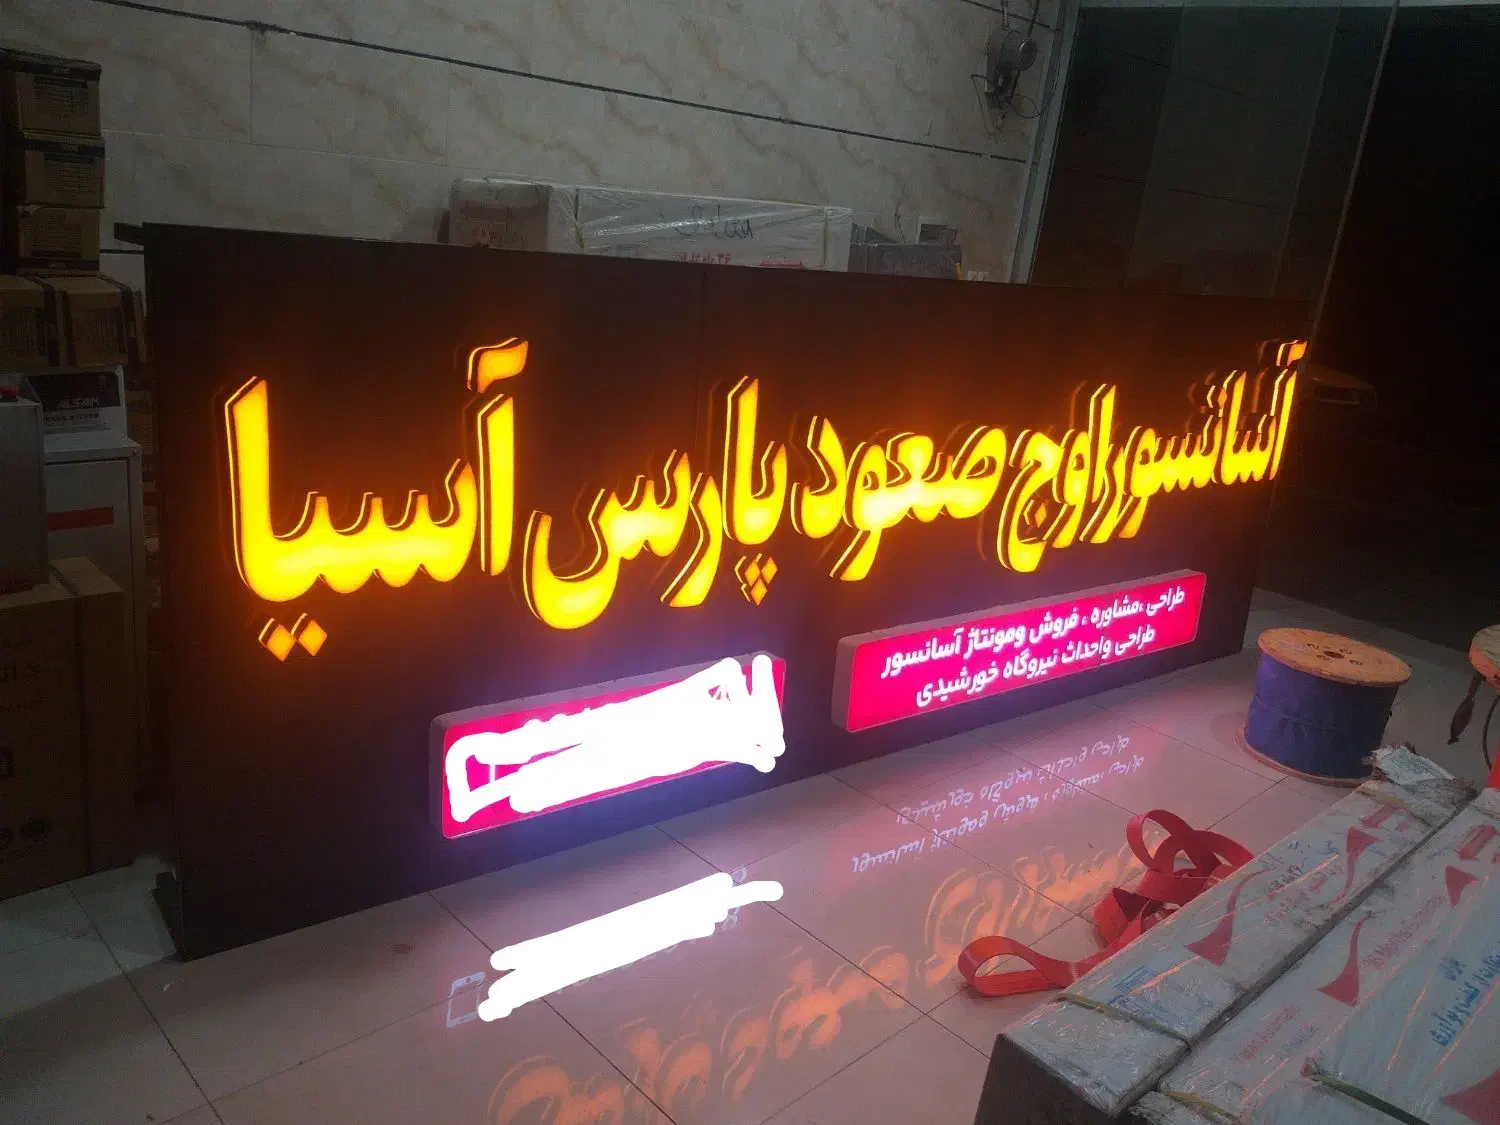 آسانسور اوج صعود پارس آسیا
طراحی ،مشاوره ، فروش ومونتاژ آسانسور
طراحی واحداث نیروگاه خورشیدی